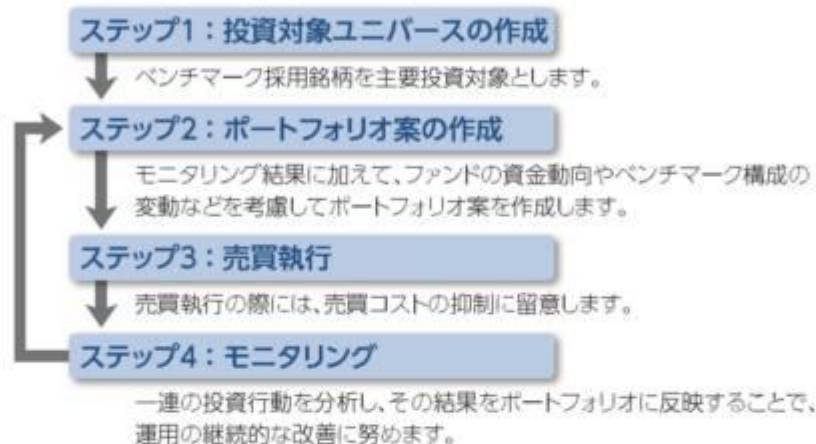 ステップ1：投資対象ユニバースの作成
ベンチマーク採用銘柄を主要投資対象とします。
ステップ2：ポートフォリオ案の作成
モニタリング結果に加えて、ファンドの資金動向やベンチマーク構成の
変動などを考慮してポートフォリオ案を作成します。
ステップ3：売買執行
売買執行の際には、売買コストの抑制に留意します。
ステップ4：モニタリング
一連の投資行動を分析し、その結果をポートフォリオに反映することで、
運用の継続的な改善に努めます。